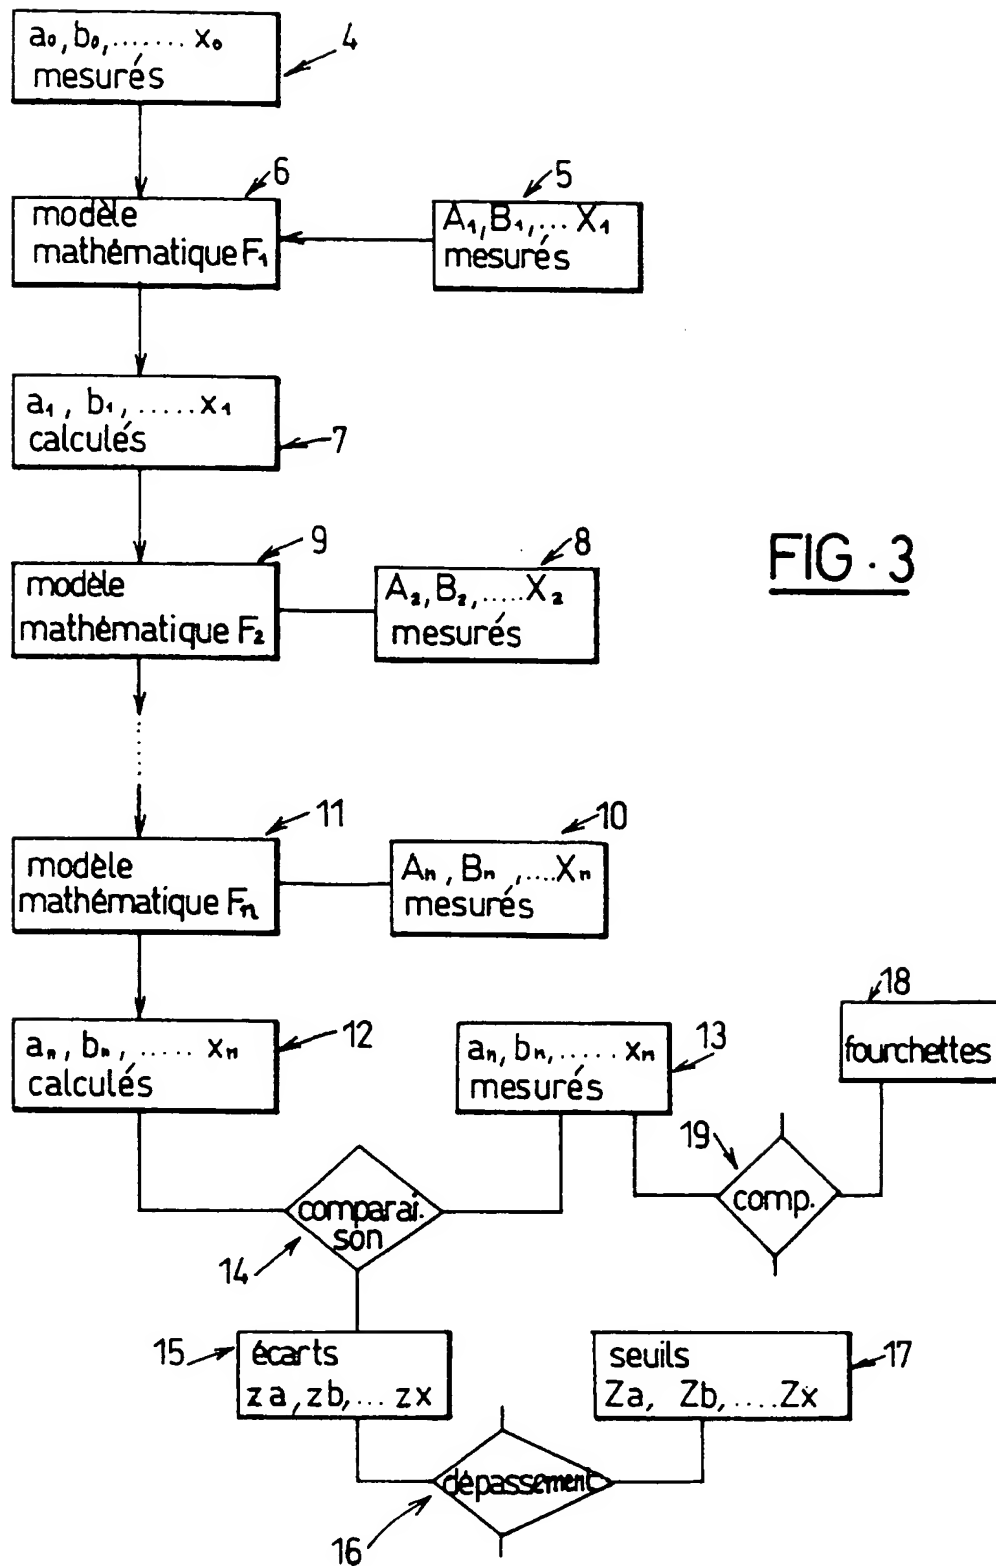 a₀, b₀, ....... x₀
mesurés
4
6
5
modèle
mathématique F₁
A₁, B₁, ... X₁
mesurés
a₁, b₁, ..... x₁
calculés
7
9
8
modèle
mathématique F₂
A₂, B₂, ..... X₂
mesurés
FIG. 3
11
10
modèle
mathématique Fn
An, Bn, .... Xn
mesurés
18
12
13
an, bn, ..... xn
calculés
an, bn, ..... xn
mesurés
fourchettes
19
comp.
comparai.
son
14
15
écarts
za, zb, ... zx
seuils
Za, Zb, .... Zx
17
dépassement
16